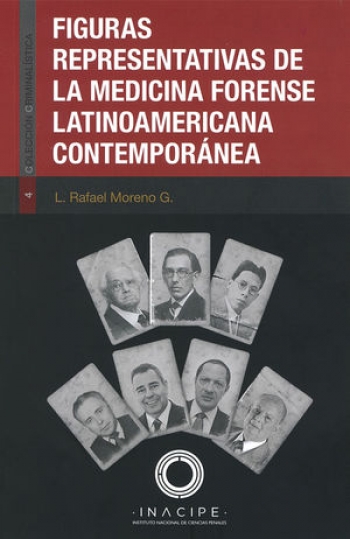 FIGURAS
REPRESENTATIVAS DE
LA MEDICINA FORENSE
LATINOAMERICANA
CONTEMPORÁNEA
COLECCIÓN CRIMINALÍSTICA
4
L. Rafael Moreno G.
· INACIPE ·
INSTITUTO NACIONAL DE CIENCIAS PENALES